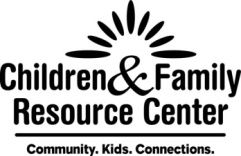 Children & Family
Resource Center
Community. Kids. Connections.